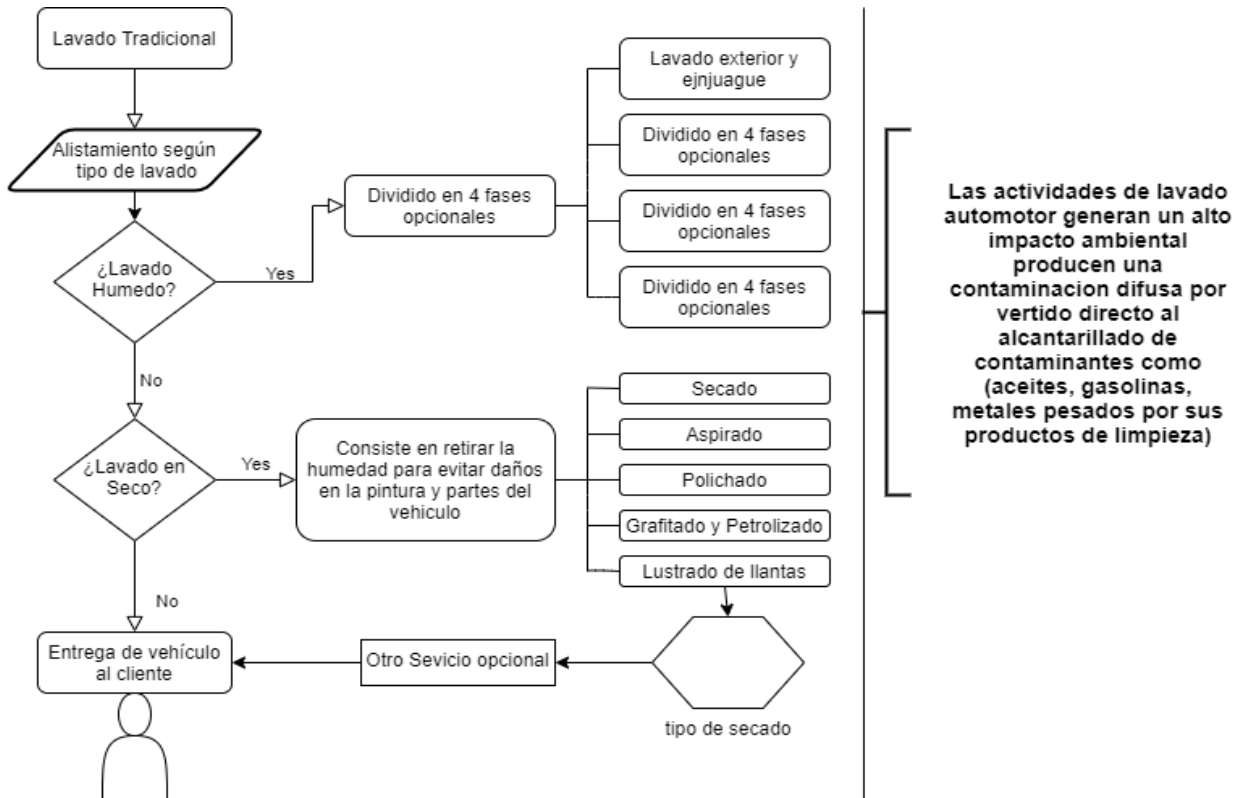 Lavado Tradicional
Alistamiento según
tipo de lavado
¿Lavado
Humedo?
Yes
Dividido en 4 fases
opcionales
Lavado exterior y
ejnjuague
Dividido en 4 fases
opcionales
Dividido en 4 fases
opcionales
Dividido en 4 fases
opcionales
No
¿Lavado en
Seco?
Yes
Consiste en retirar la
humedad para evitar daños
en la pintura y partes del
vehiculo
Secado
Aspirado
Polichado
Grafitado y Petrolizado
Lustrado de llantas
No
Entrega de vehículo
al cliente
Otro Sevicio opcional
tipo de secado
Las actividades de lavado
automotor generan un alto
impacto ambiental
producen una
contaminacion difusa por
vertido directo al
alcantarillado de
contaminantes como
(aceites, gasolinas,
metales pesados por sus
productos de limpieza)